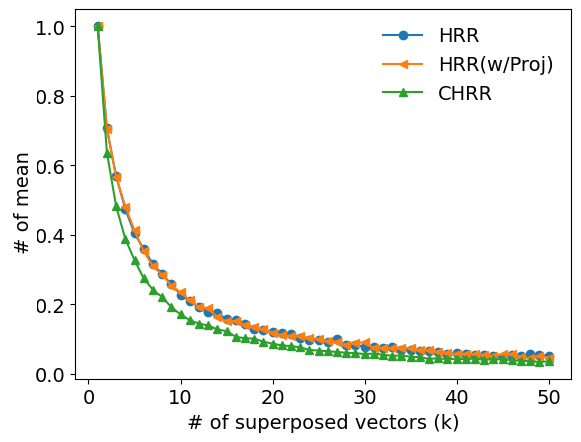 1.0
0.8
0.6
0.4
0.2
0.0
# of mean
HRR
HRR(w/Proj)
CHRR
0 10 20 30 40 50
# of superposed vectors (k)